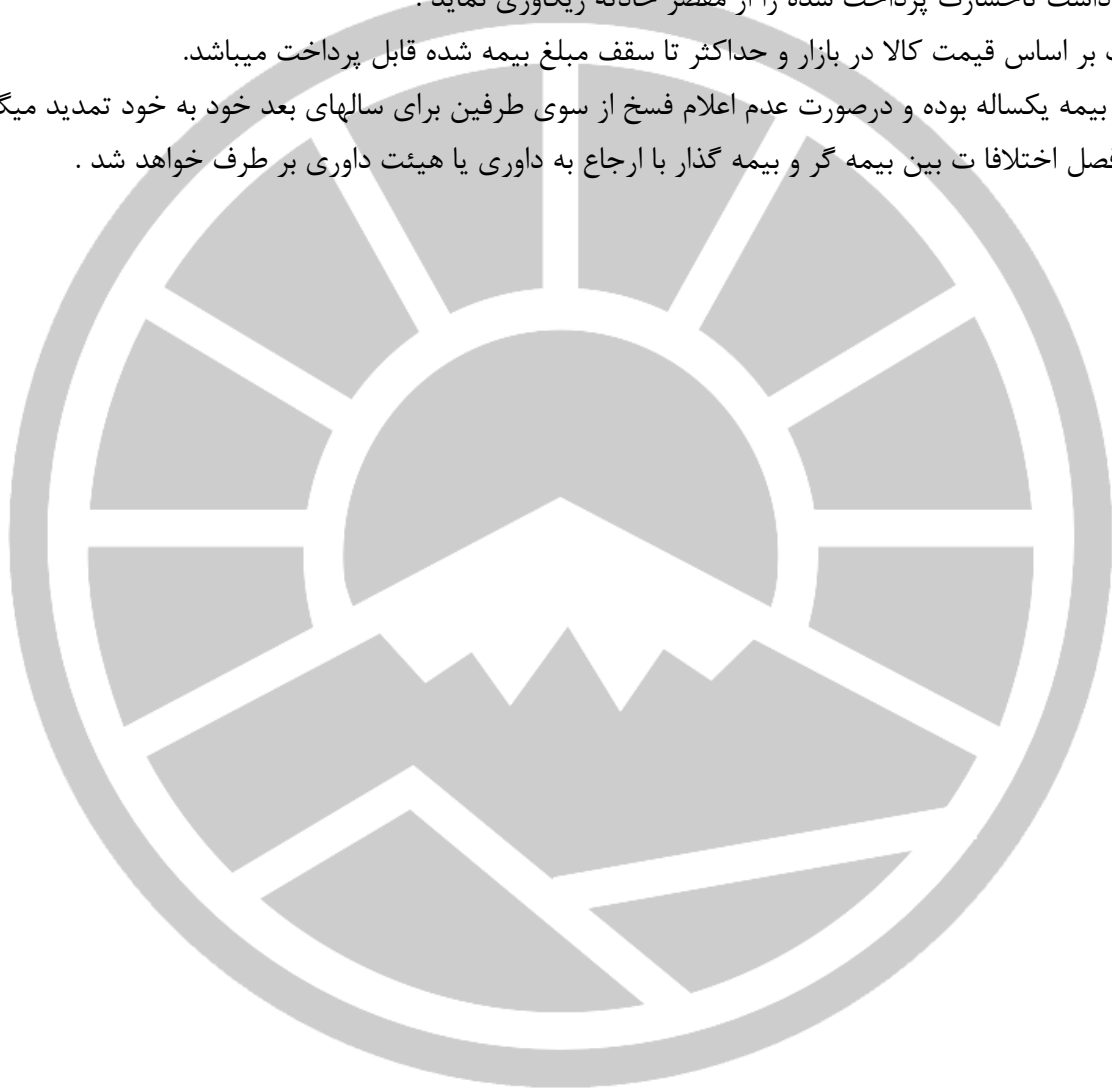 داشت تاخسارت پرداخت شده را از مقصر حادثه ریکاوری نماید .
بر اساس قیمت کالا در بازار و حداکثر تا سقف مبلغ بیمه شده قابل پرداخت میباشد.
بیمه یکساله بوده و درصورت عدم اعلام فسخ از سوی طرفین برای سالهای بعد خود به خود تمدید
فصل اختلافا ت بین بیمه گر و بیمه گذار با ارجاع به داوری یا هیئت داوری بر طرف خواهد شد .